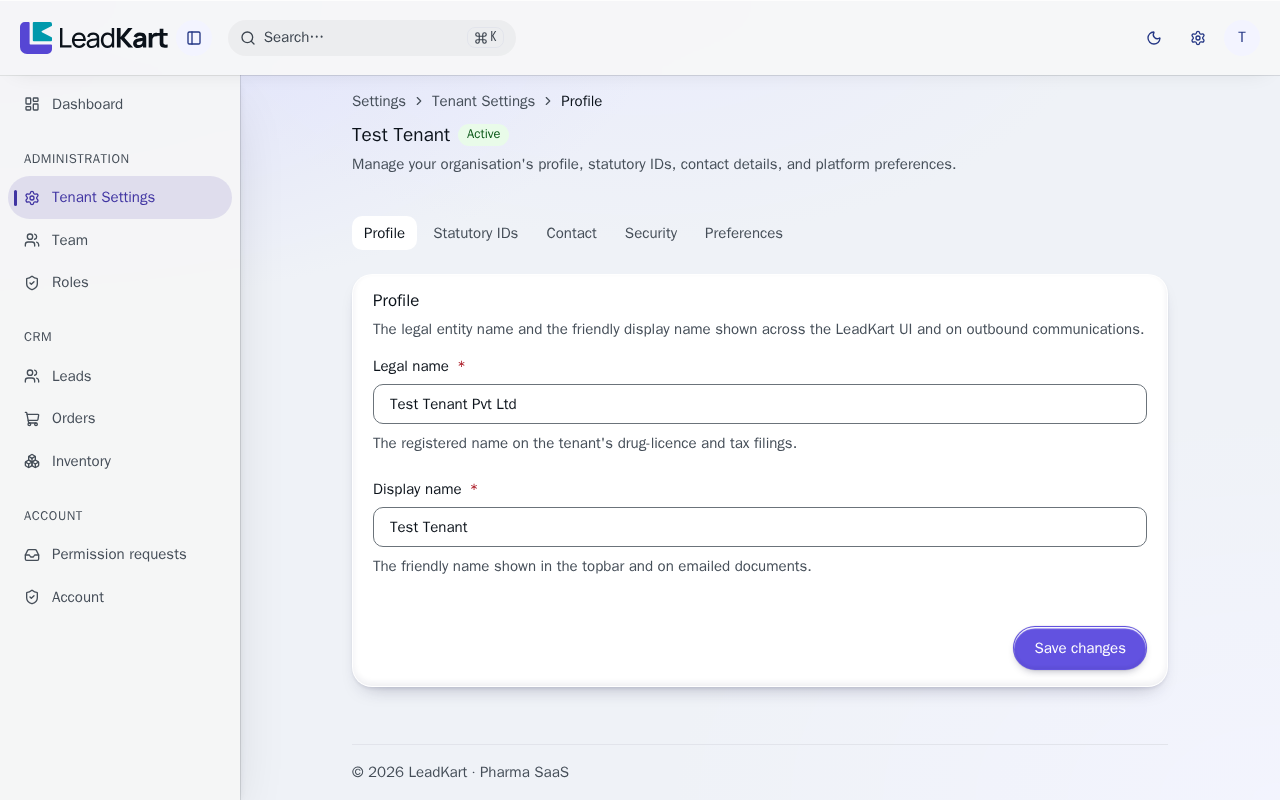 LeadKart
Search…
⌘ K
T
Dashboard
ADMINISTRATION
Tenant Settings
Team
Roles
CRM
Leads
Orders
Inventory
ACCOUNT
Permission requests
Account
Settings > Tenant Settings > Profile
Test Tenant Active
Manage your organisation's profile, statutory IDs, contact details, and platform preferences.
Profile Statutory IDs Contact Security Preferences
Profile
The legal entity name and the friendly display name shown across the LeadKart UI and on outbound communications.
Legal name *
Test Tenant Pvt Ltd
The registered name on the tenant's drug-licence and tax filings.
Display name *
Test Tenant
The friendly name shown in the topbar and on emailed documents.
Save changes
© 2026 LeadKart · Pharma SaaS